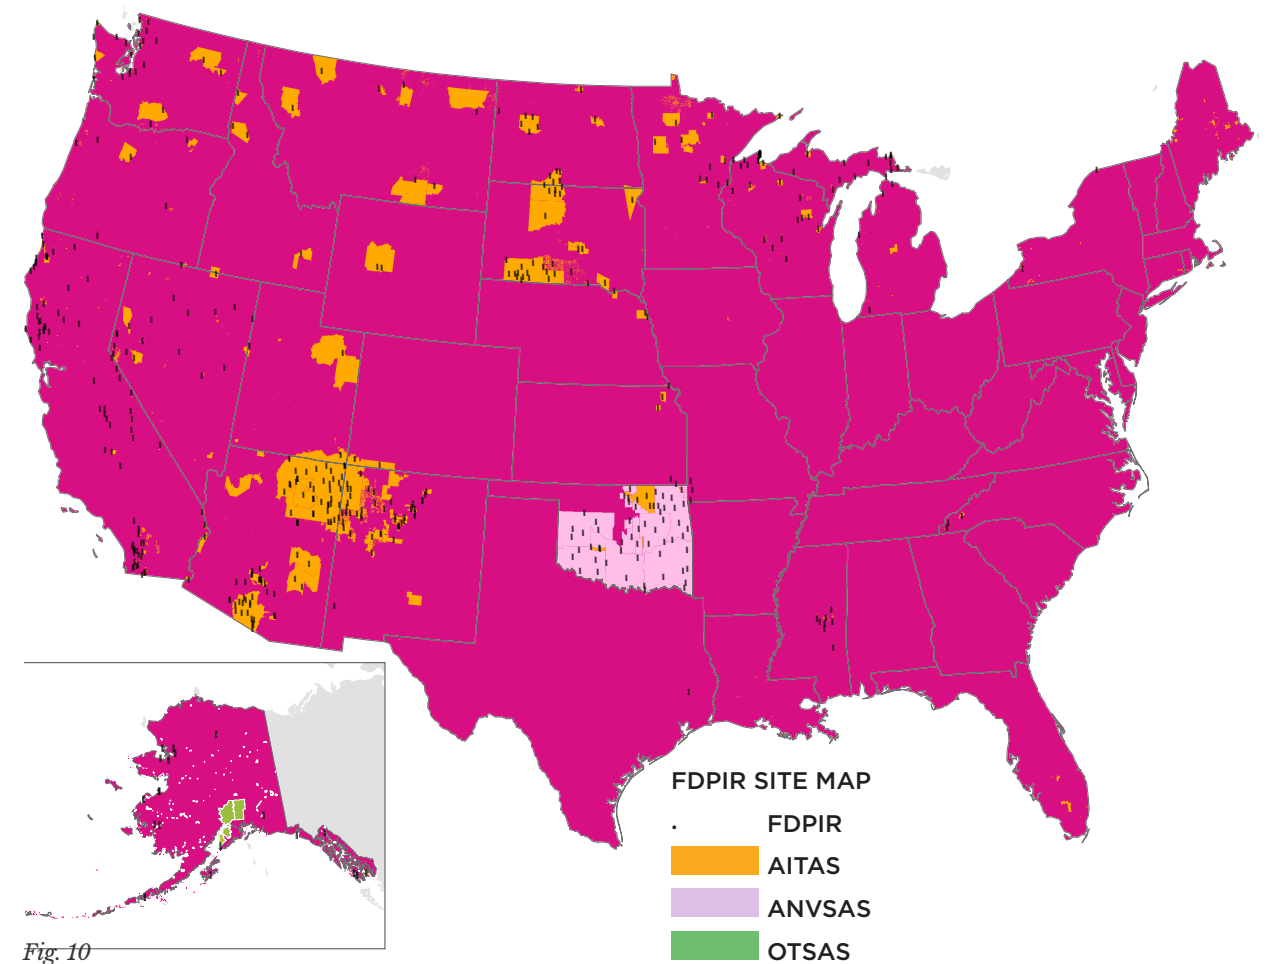 FDPIR SITE MAP
. FDPIR
AITAS
ANVSAS
OTSAS
Fig. 10